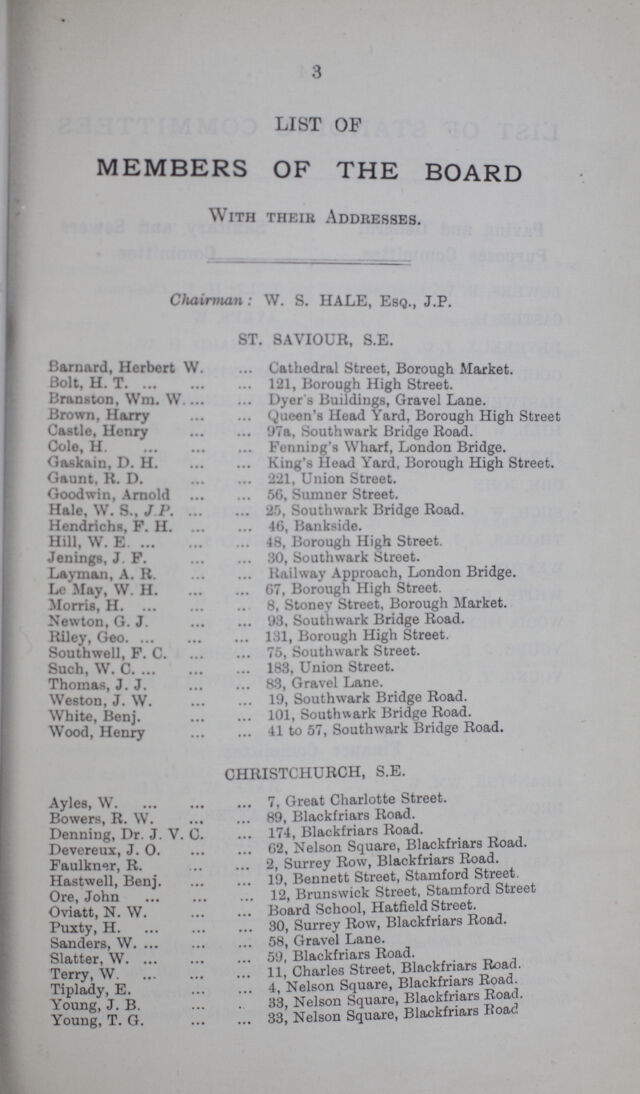 3
LIST OF
MEMBERS OF THE BOARD
WITH THEIR ADDRESSES.
Chairman: W. S. HALE, Esq., J.P.
ST. SAVIOUR, S.E.
Barnard, Herbert W. ... Cathedral Street, Borough Market.
Bolt, H. T. ... ... ... 121, Borough High Street.
Branston, Wm. W. ... ... Dyer's Buildings, Gravel Lane.
Brown, Harry ... ... Queen's Head Yard, Borough High Street
Castle, Henry ... ... 97a, Southwark Bridge Road.
Cole, H. ... ... ... Fenning's Wharf, London Bridge.
Gaskain, D. H. ... ... King's Head Yard, Borough High Street.
Gaunt, R. D. ... ... 221, Union Street.
Goodwin, Arnold ... ... 56, Sumner Street.
Hale, W. S., J.P. ... ... 25, Southwark Bridge Road.
Hendrichs, F. H. ... ... 46, Bankside.
Hill, W. E. ... ... ... 48, Borough High Street.
Jenings, J. F. ... ... 30, Southwark Street.
Layman, A. R. ... ... Railway Approach, London Bridge.
Le May, W. H. ... ... 67, Borough High Street.
Morris, H. ... ... ... 8, Stoney Street, Borough Market.
Newton, G. J. ... ... 93, Southwark Bridge Road.
Riley, Geo. ... ... ... 131, Borough High Street.
Southwell, F. C. ... ... 75, Southwark Street.
Such, W. C. ... ... ... 183, Union Street.
Thomas, J. J. ... ... 83, Gravel Lane.
Weston, J. W. ... ... 19, Southwark Bridge Road.
White, Benj. ... ... 101, Southwark Bridge Road.
Wood, Henry ... ... 41 to 57, Southwark Bridge Road.
CHRISTCHURCH, S.E.
Ayles, W. ... ... ... 7, Great Charlotte Street.
Bowers, R. W. ... ... 89, Blackfriars Road.
Denning, Dr. J. V. C. ... 174, Blackfriars Road.
Devereux, J. O. ... ... 62, Nelson Square, Blackfriars Road.
Faulkner, R. ... ... 2, Surrey Row, Blackfriars Road.
Hastwell, Benj. ... ... 19, Bennett Street, Stamford Street.
Ore, John ... ... ... 12, Brunswick Street, Stamford Street
Oviatt, N. W. ... ... Board School, Hatfield Street.
Puxty, H. ... ... ... 30, Surrey Row, Blackfriars Road.
Sanders, W. ... ... ... 58, Gravel Lane.
Slatter, W. ... ... ... 59, Blackfriars Road.
Terry, W. ... ... ... 11, Charles Street, Blackfriars Road.
Tiplady, E. ... ... 4, Nelson Square, Blackfriars Road.
Young, J. B. ... ... 33, Nelson Square, Blackfriars Road.
Young, T. G. ... ... 33, Nelson Square, Blackfriars Road